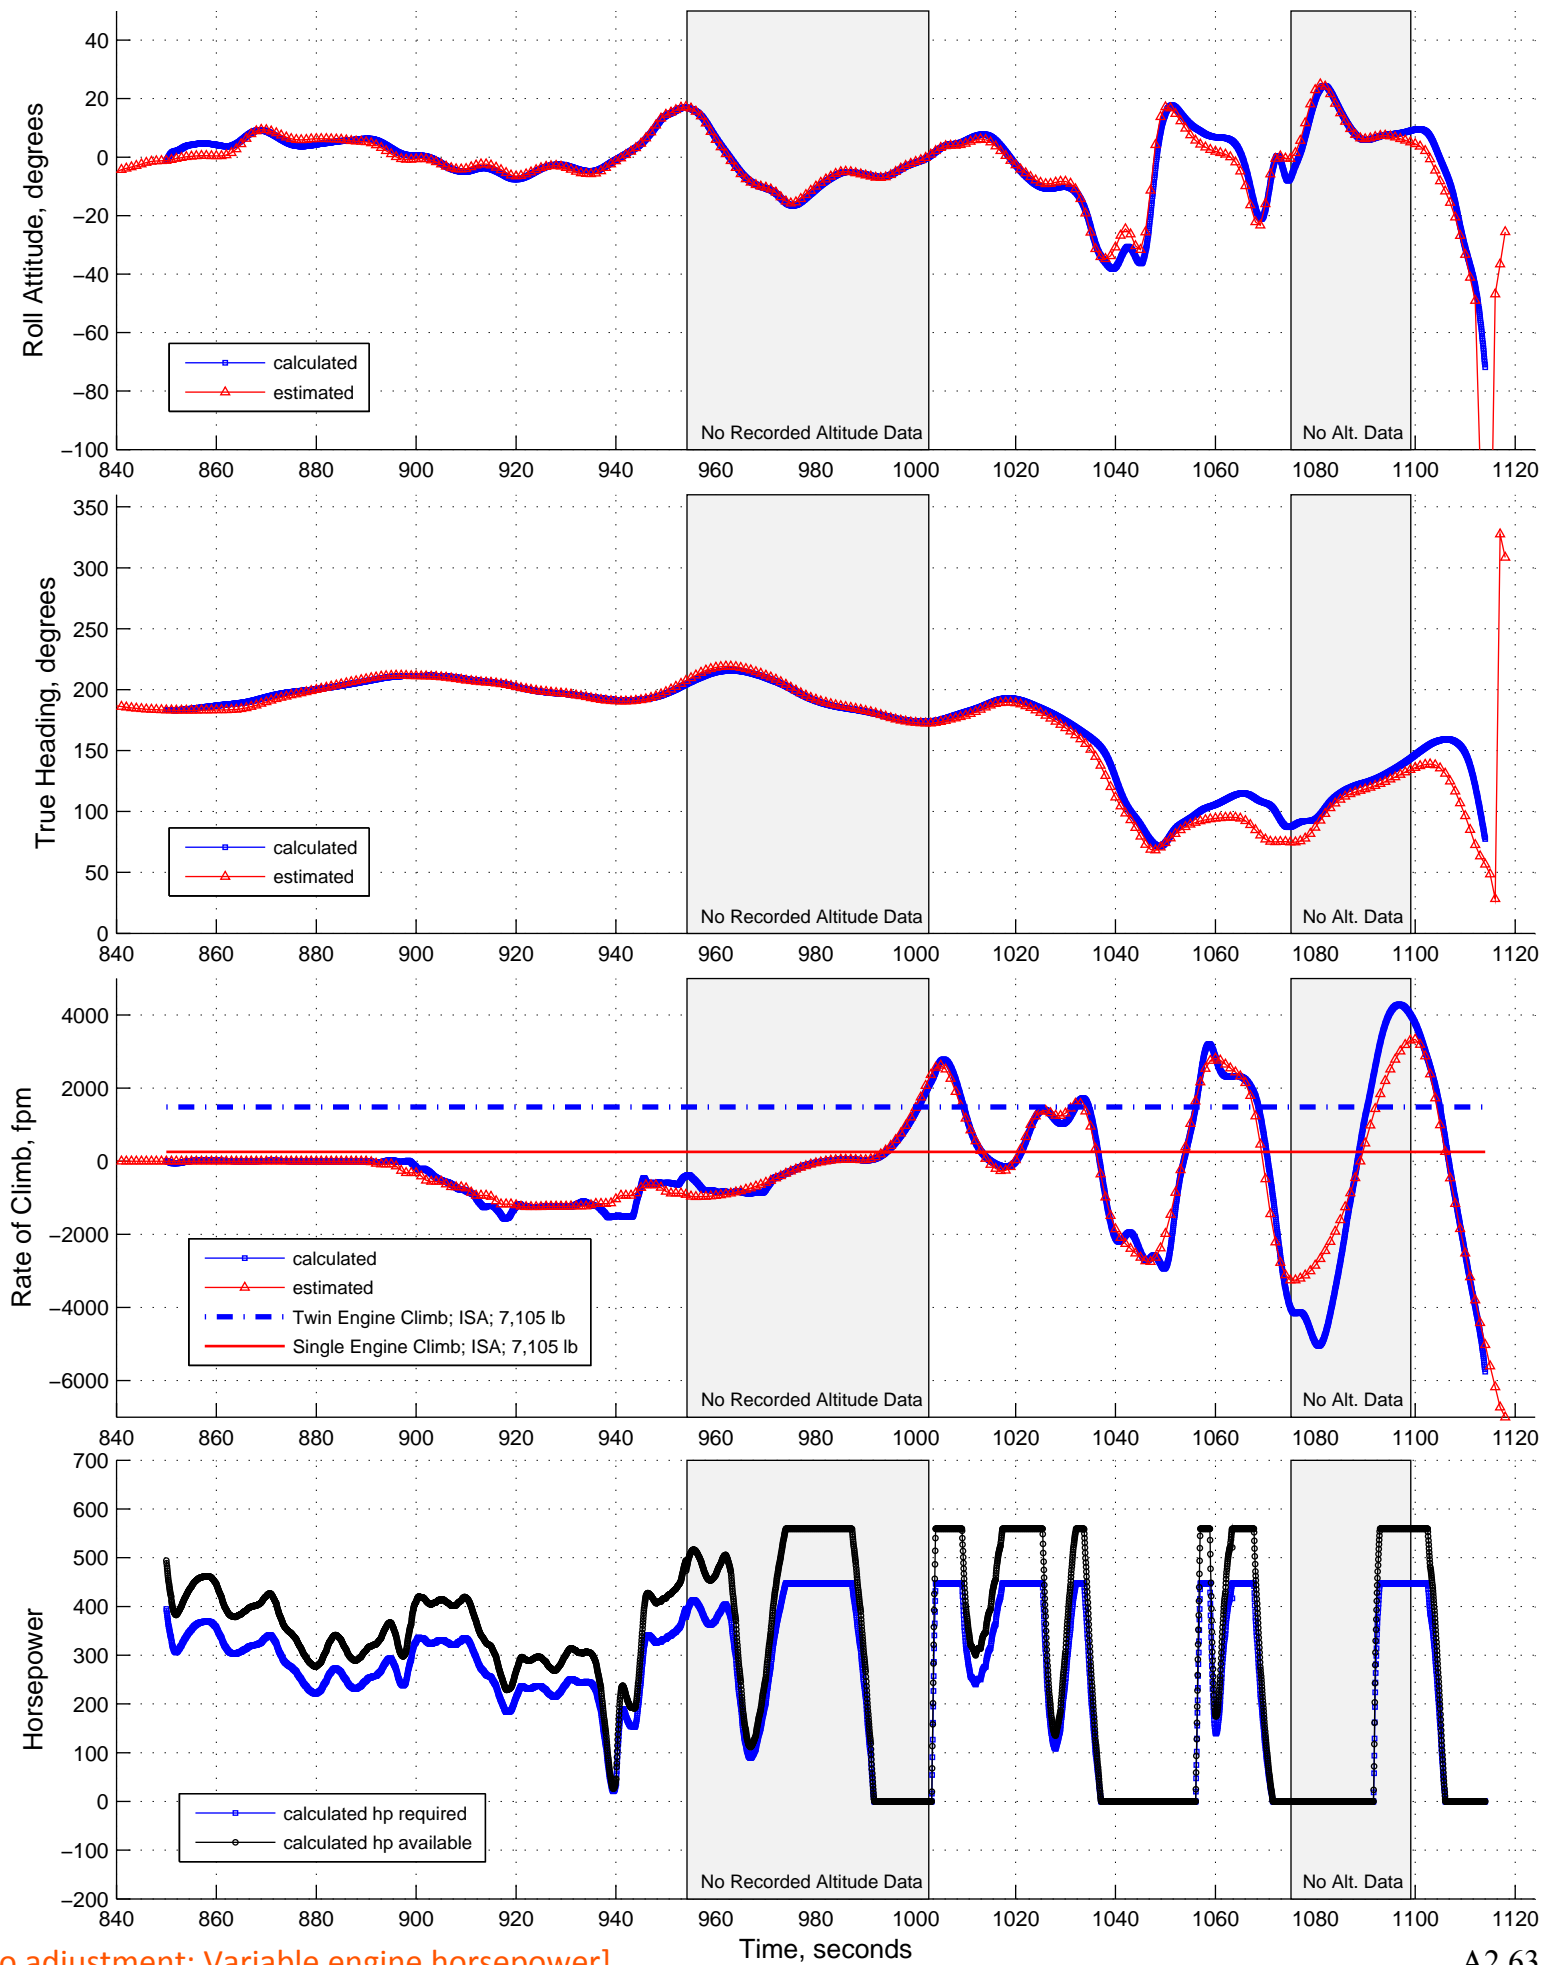 40
20
0
−20
−40
−60
−80
−100
Roll Attitude, degrees
calculated
estimated
No Recorded Altitude Data
No Alt. Data
840 860 880 900 920 940 960 980 1000 1020 1040 1060 1080 1100 1120
350
300
250
200
150
100
50
0
True Heading, degrees
calculated
estimated
No Recorded Altitude Data
No Alt. Data
840 860 880 900 920 940 960 980 1000 1020 1040 1060 1080 1100 1120
4000
2000
0
−2000
−4000
−6000
Rate of Climb, fpm
calculated
estimated
Twin Engine Climb; ISA; 7,105 lb
Single Engine Climb; ISA; 7,105 lb
No Recorded Altitude Data
No Alt. Data
840 860 880 900 920 940 960 980 1000 1020 1040 1060 1080 1100 1120
700
600
500
400
300
200
100
0
−100
−200
Horsepower
calculated hp required
calculated hp available
No Recorded Altitude Data
No Alt. Data
840 860 880 900 920 940 960 980 1000 1020 1040 1060 1080 1100 1120
Time, seconds
o adjustment; Variable engine horsepower]
A2 63